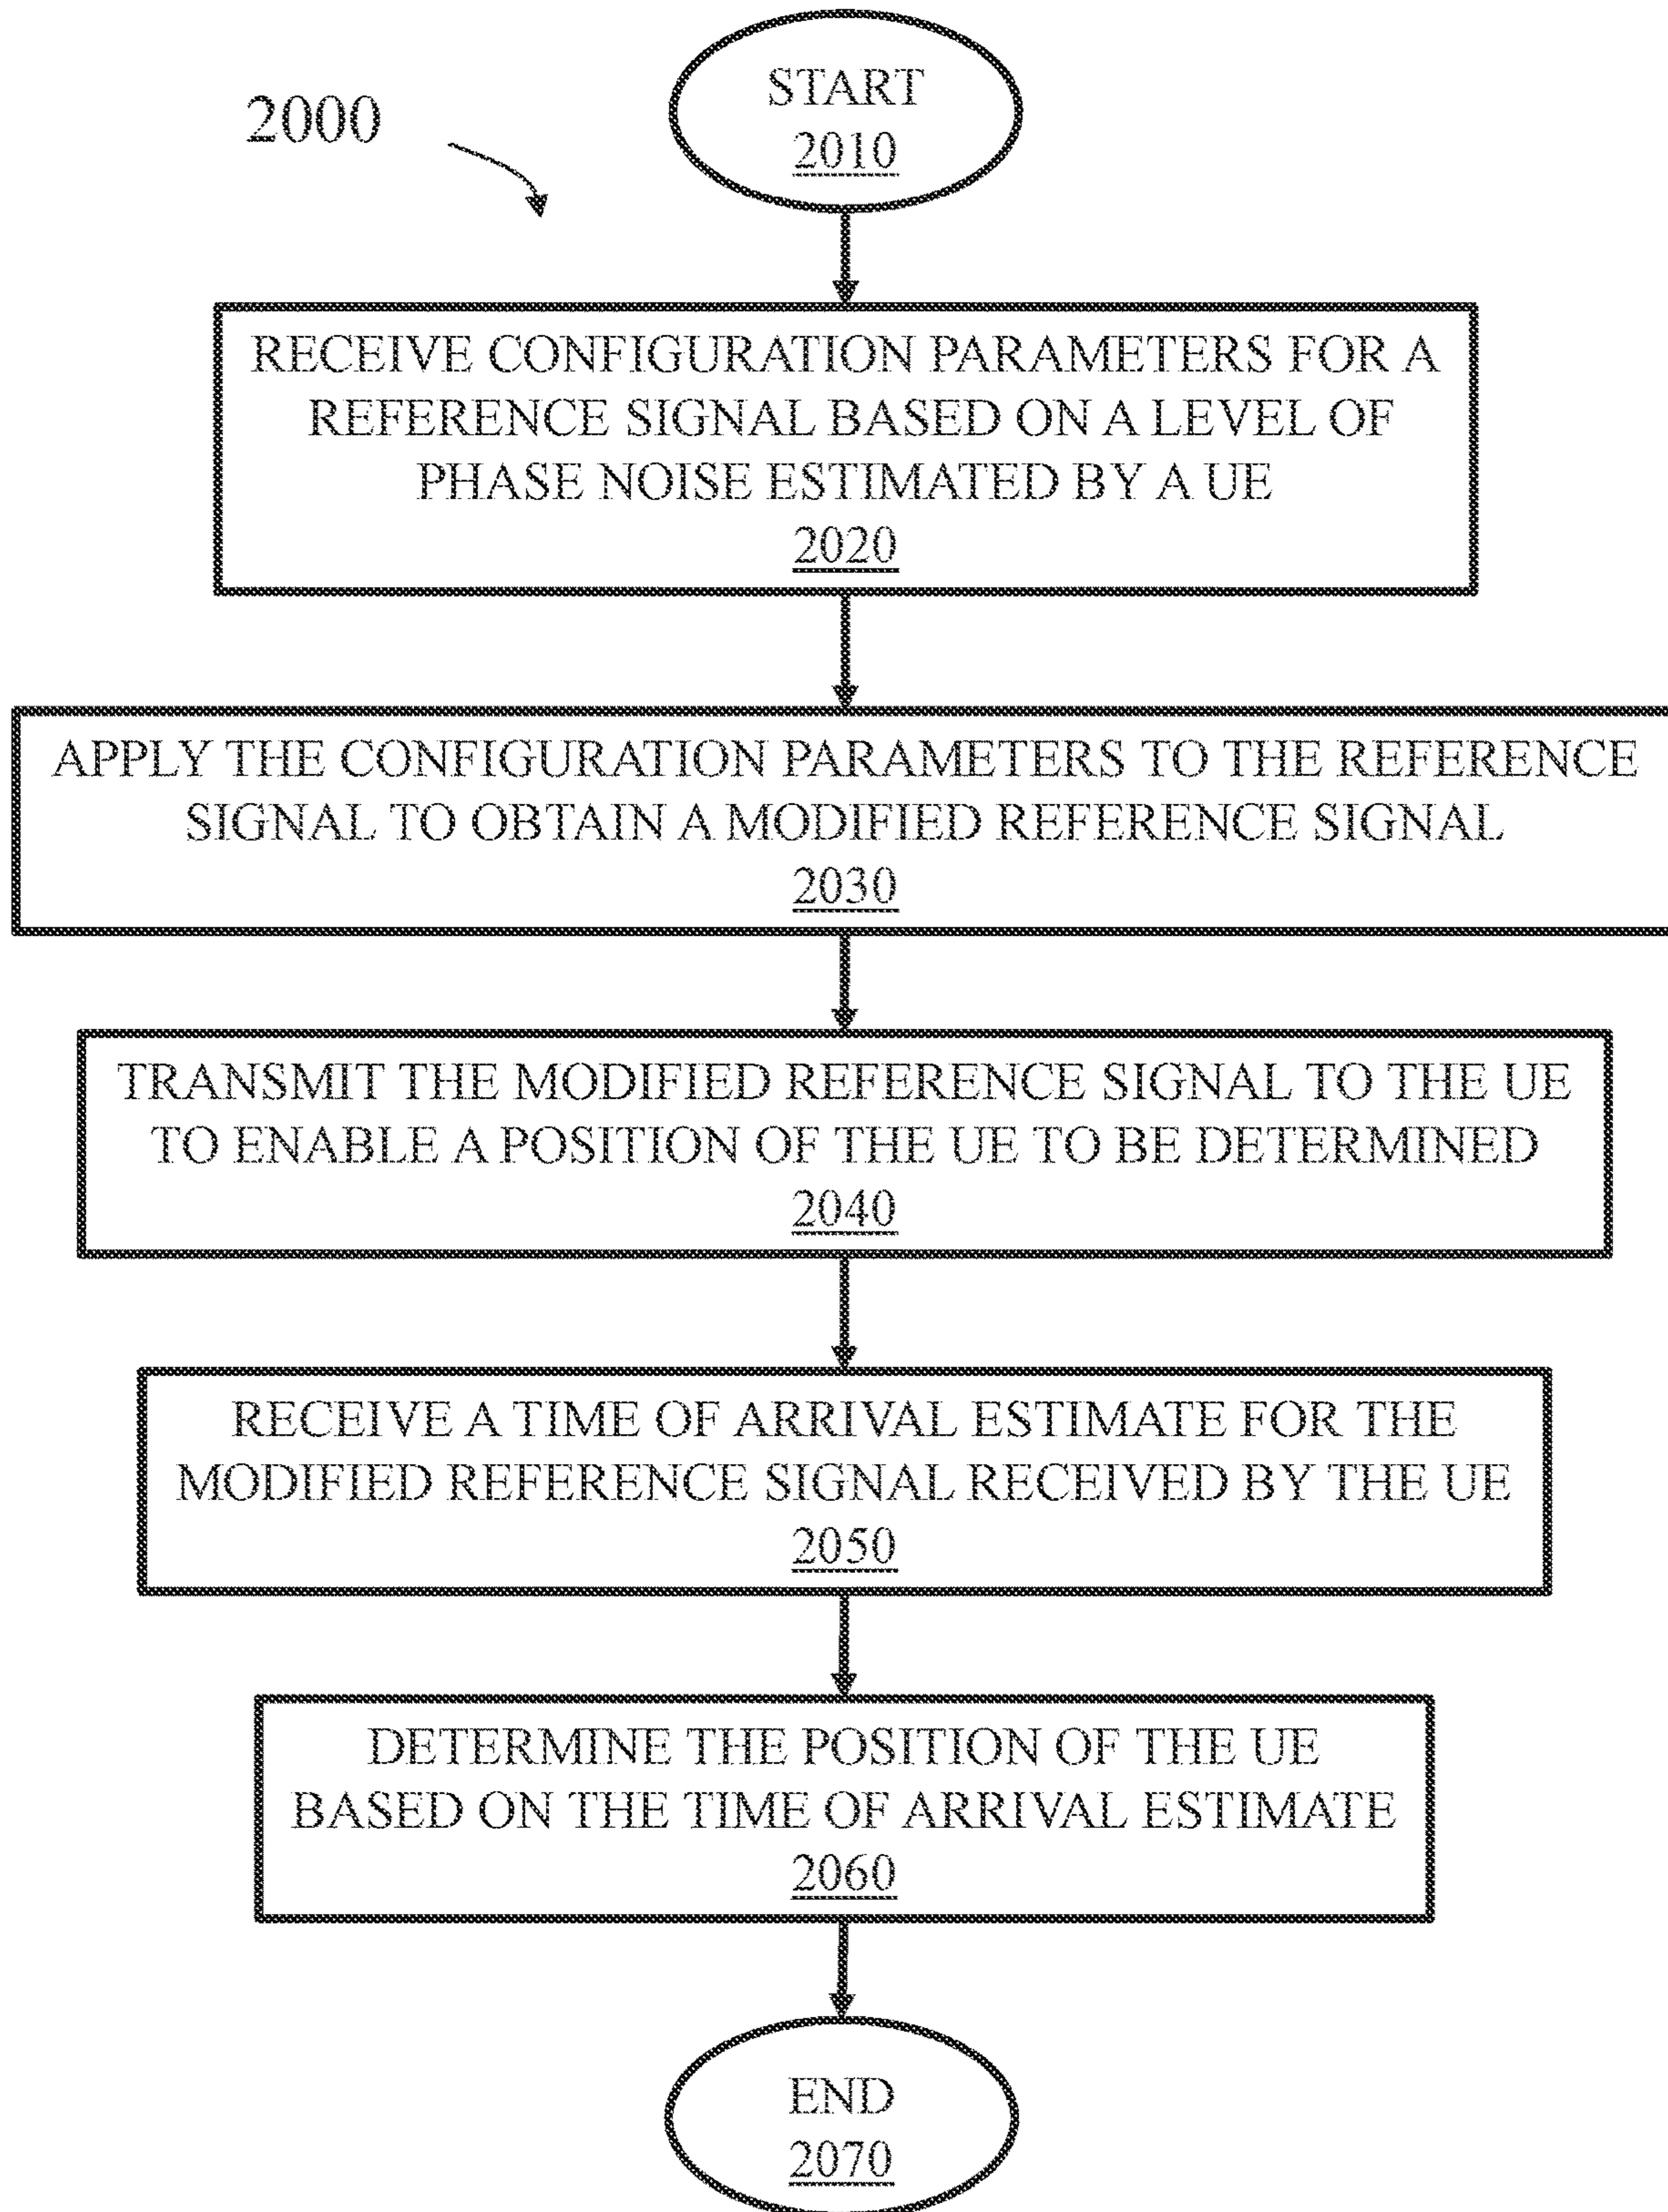 2000
START
2010
RECEIVE CONFIGURATION PARAMETERS FOR A
REFERENCE SIGNAL BASED ON A LEVEL OF
PHASE NOISE ESTIMATED BY A UE
2020
APPLY THE CONFIGURATION PARAMETERS TO THE REFERENCE
SIGNAL TO OBTAIN A MODIFIED REFERENCE SIGNAL
2030
TRANSMIT THE MODIFIED REFERENCE SIGNAL TO THE UE
TO ENABLE A POSITION OF THE UE TO BE DETERMINED
2040
RECEIVE A TIME OF ARRIVAL ESTIMATE FOR THE
MODIFIED REFERENCE SIGNAL RECEIVED BY THE UE
2050
DETERMINE THE POSITION OF THE UE
BASED ON THE TIME OF ARRIVAL ESTIMATE
2060
END
2070